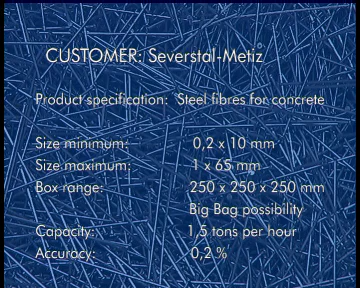 CUSTOMER: Severstal-Metiz
Product specification: Steel fibres for concrete
Size minimum: 0,2 x 10 mm
Size maximum: 1 x 65 mm
Box range: 250 x 250 x 250 mm
Big Bag possibility
Capacity: 1,5 tons per hour
Accuracy: 0,2 %